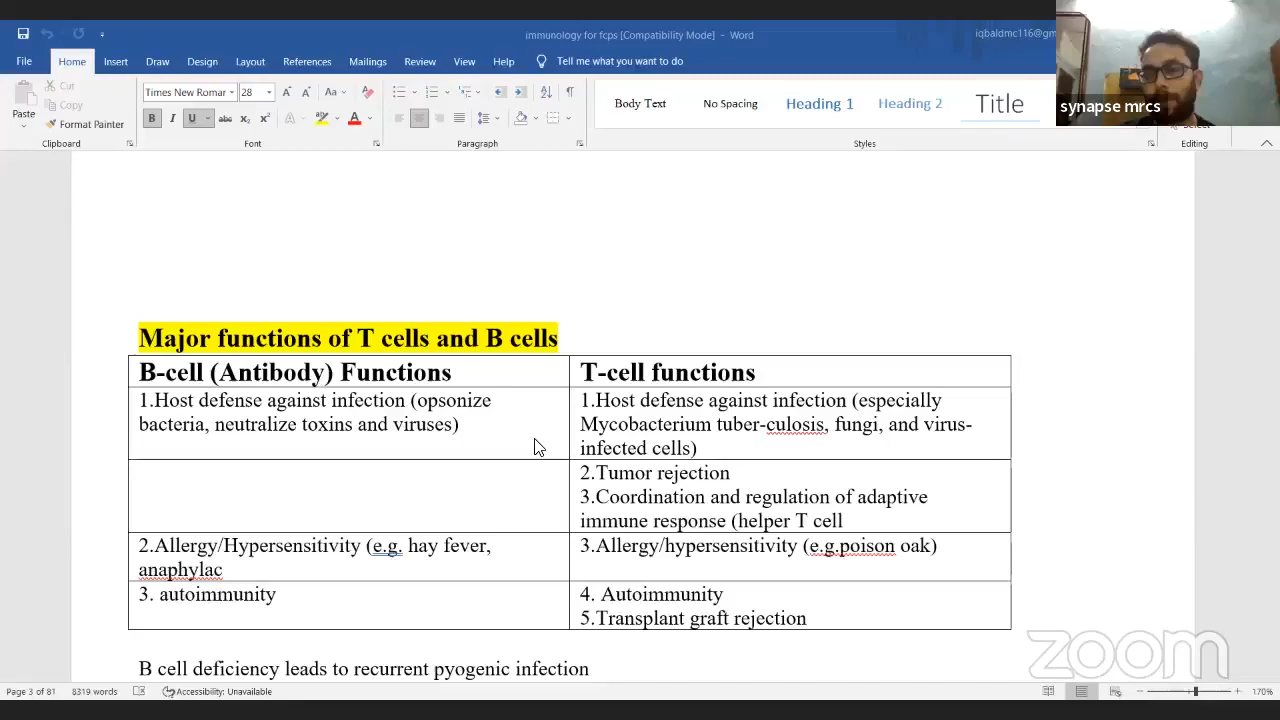 immunology for fcps [Compatibility Mode] - Word
iqbaldmc116@gm
File Home Insert Draw Design Layout References Mailings Review View Help Tell me what you want to do
synapse mrcs
Paste
Cut
Copy
Format Painter
Times New Romar 28
Body Text No Spacing Heading 1 Heading 2 Title
Clipboard Font Paragraph Styles Editing
Major functions of T cells and B cells
B-cell (Antibody) Functions
T-cell functions
1.Host defense against infection (opsonize
bacteria, neutralize toxins and viruses)
1.Host defense against infection (especially
Mycobacterium tuber-culosis, fungi, and virus-
infected cells)
2.Tumor rejection
3.Coordination and regulation of adaptive
immune response (helper T cell
2.Allergy/Hypersensitivity (e.g. hay fever,
anaphylac
3.Allergy/hypersensitivity (e.g.poison oak)
3. autoimmunity
4. Autoimmunity
5.Transplant graft rejection
B cell deficiency leads to recurrent pyogenic infection
zoom
Page 3 of 81 8319 words Accessibility: Unavailable 170%